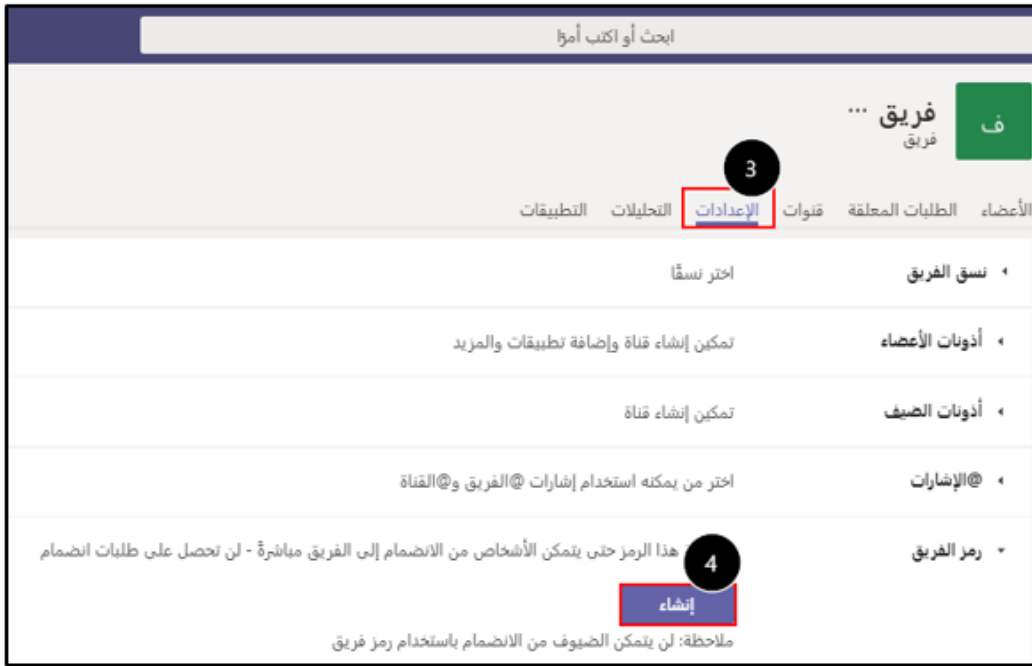 ابحث أو اكتب أمرًا
ف
فريق ...
فريق
3
الأعضاء الطلبات المعلقة قنوات الإعدادات التحليلات التطبيقات
نسق الفريق اختر نسقًا
أذونات الأعضاء تمكين إنشاء قناة وإضافة تطبيقات والمزيد
أذونات الضيف تمكين إنشاء قناة
@الإشارات اختر من يمكنه استخدام إشارات @الفريق و@القناة
رمز الفريق هذا الرمز حتى يتمكن الأشخاص من الانضمام إلى الفريق مباشرةً - لن تحصل على طلبات انضمام
4
إنشاء
ملاحظة: لن يتمكن الضيوف من الانضمام باستخدام رمز فريق